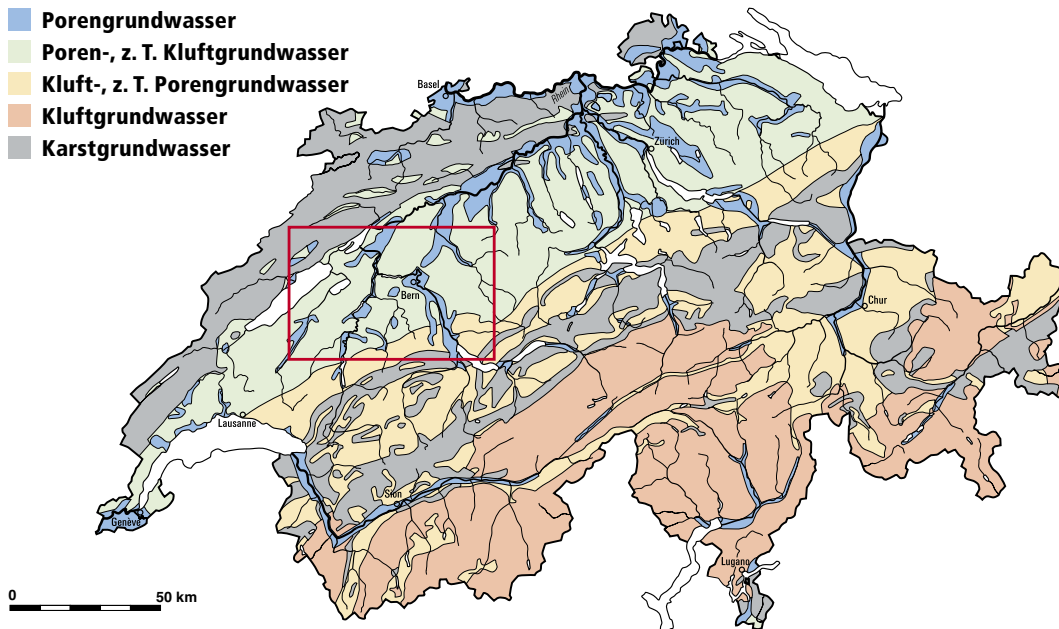 Porengrundwasser
Poren-, z. T. Kluftgrundwasser
Kluft-, z. T. Porengrundwasser
Kluftgrundwasser
Karstgrundwasser
Basel
Rhein
Zürich
Bern
Chur
Lausanne
Sion
Genève
Lugano
0 50 km